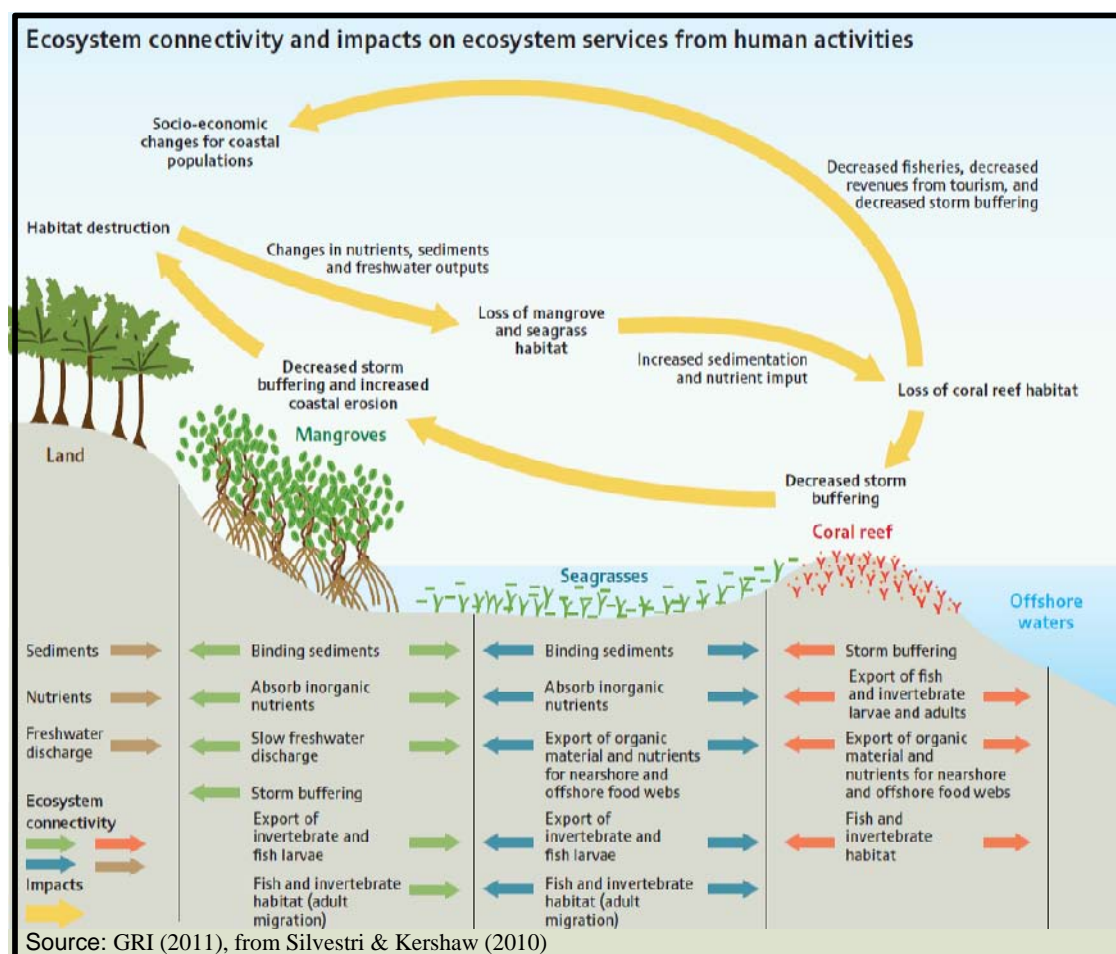 Ecosystem connectivity and impacts on ecosystem services from human activities
Socio-economic
changes for coastal
populations
Decreased fisheries, decreased
revenues from tourism, and
decreased storm buffering
Habitat destruction
Changes in nutrients, sediments
and freshwater outputs
Loss of mangrove
and seagrass
habitat
Increased sedimentation
and nutrient imput
Loss of coral reef habitat
Decreased storm
buffering and increased
coastal erosion
Decreased storm
buffering
Land
Mangroves
Seagrasses
Coral reef
Offshore
waters
Sediments
Nutrients
Freshwater
discharge
Ecosystem
connectivity
Impacts
Binding sediments
Absorb inorganic
nutrients
Slow freshwater
discharge
Storm buffering
Export of
invertebrate and
fish larvae
Fish and invertebrate
habitat (adult
migration)
Binding sediments
Absorb inorganic
nutrients
Export of organic
material and nutrients
for nearshore and
offshore food webs
Export of
invertebrate and
fish larvae
Fish and invertebrate
habitat (adult
migration)
Storm buffering
Export of fish
and invertebrate
larvae and adults
Export of organic
material and
nutrients for nearshore
and offshore food webs
Fish and
invertebrate
habitat
Source: GRI (2011), from Silvestri & Kershaw (2010)